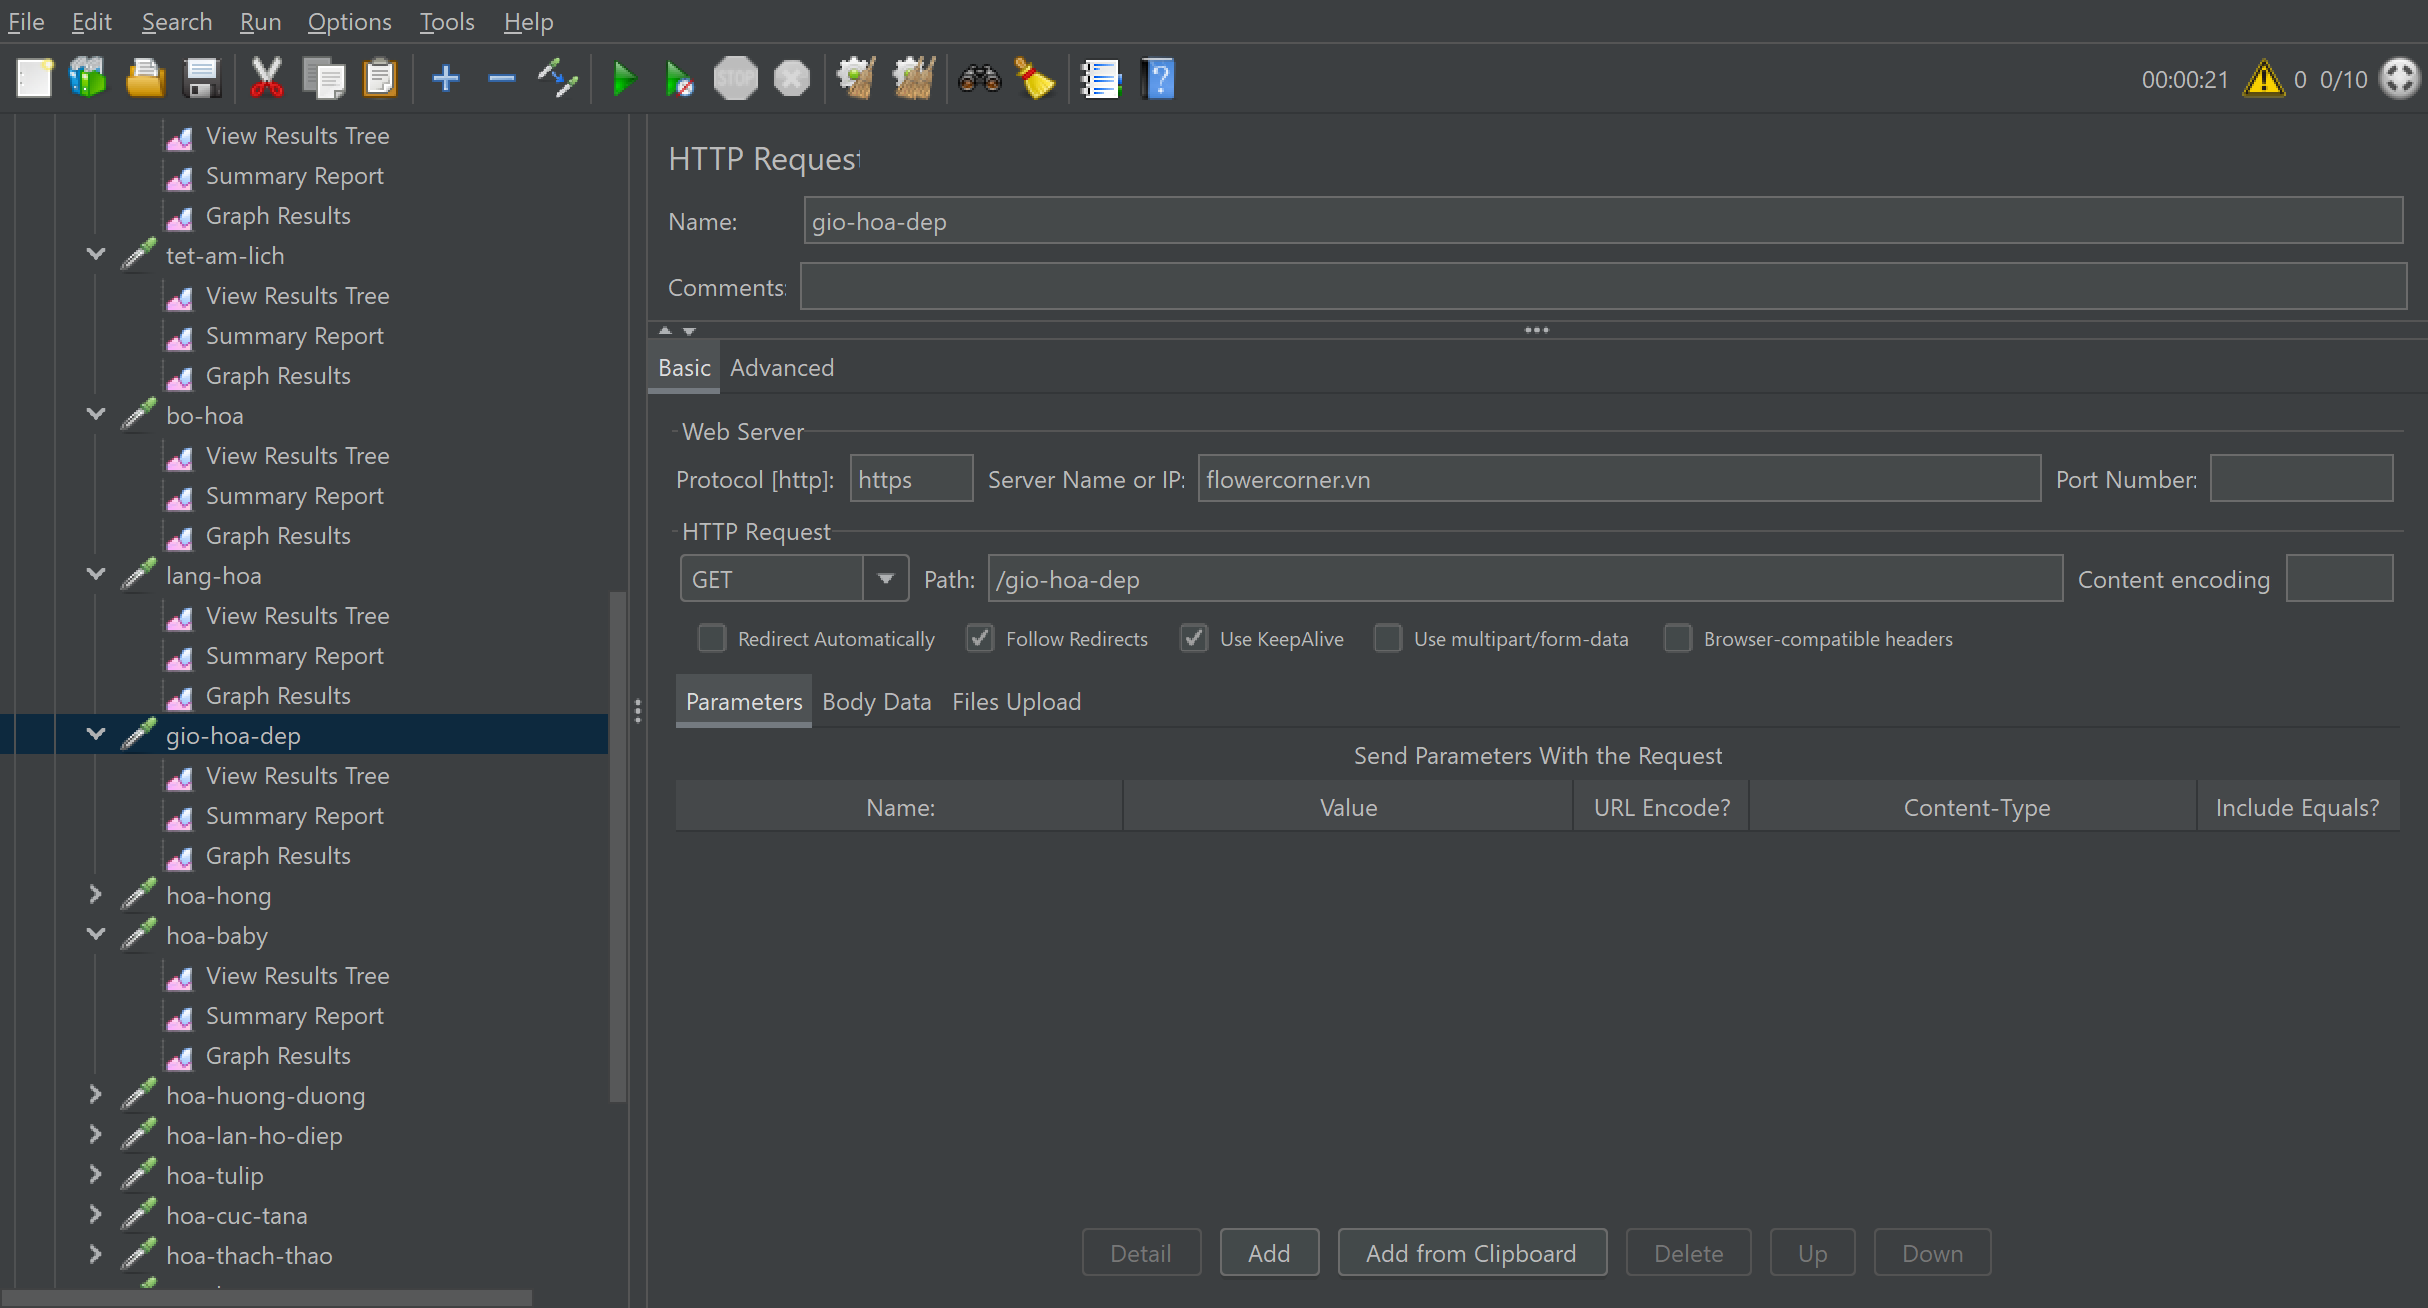 File Edit Search Run Options Tools Help
STOP
00:00:21 0 0/10
View Results Tree
Summary Report
Graph Results
tet-am-lich
View Results Tree
Summary Report
Graph Results
bo-hoa
View Results Tree
Summary Report
Graph Results
lang-hoa
View Results Tree
Summary Report
Graph Results
gio-hoa-dep
View Results Tree
Summary Report
Graph Results
hoa-hong
hoa-baby
View Results Tree
Summary Report
Graph Results
hoa-huong-duong
hoa-lan-ho-diep
hoa-tulip
hoa-cuc-tana
hoa-thach-thao
HTTP Request
Name: gio-hoa-dep
Comments:
Basic Advanced
Web Server
Protocol [http]: https Server Name or IP: flowercorner.vn Port Number:
HTTP Request
GET Path: /gio-hoa-dep Content encoding
Redirect Automatically Follow Redirects Use KeepAlive Use multipart/form-data Browser-compatible headers
Parameters Body Data Files Upload
Send Parameters With the Request
Name: Value URL Encode? Content-Type Include Equals?
Detail Add Add from Clipboard Delete Up Down